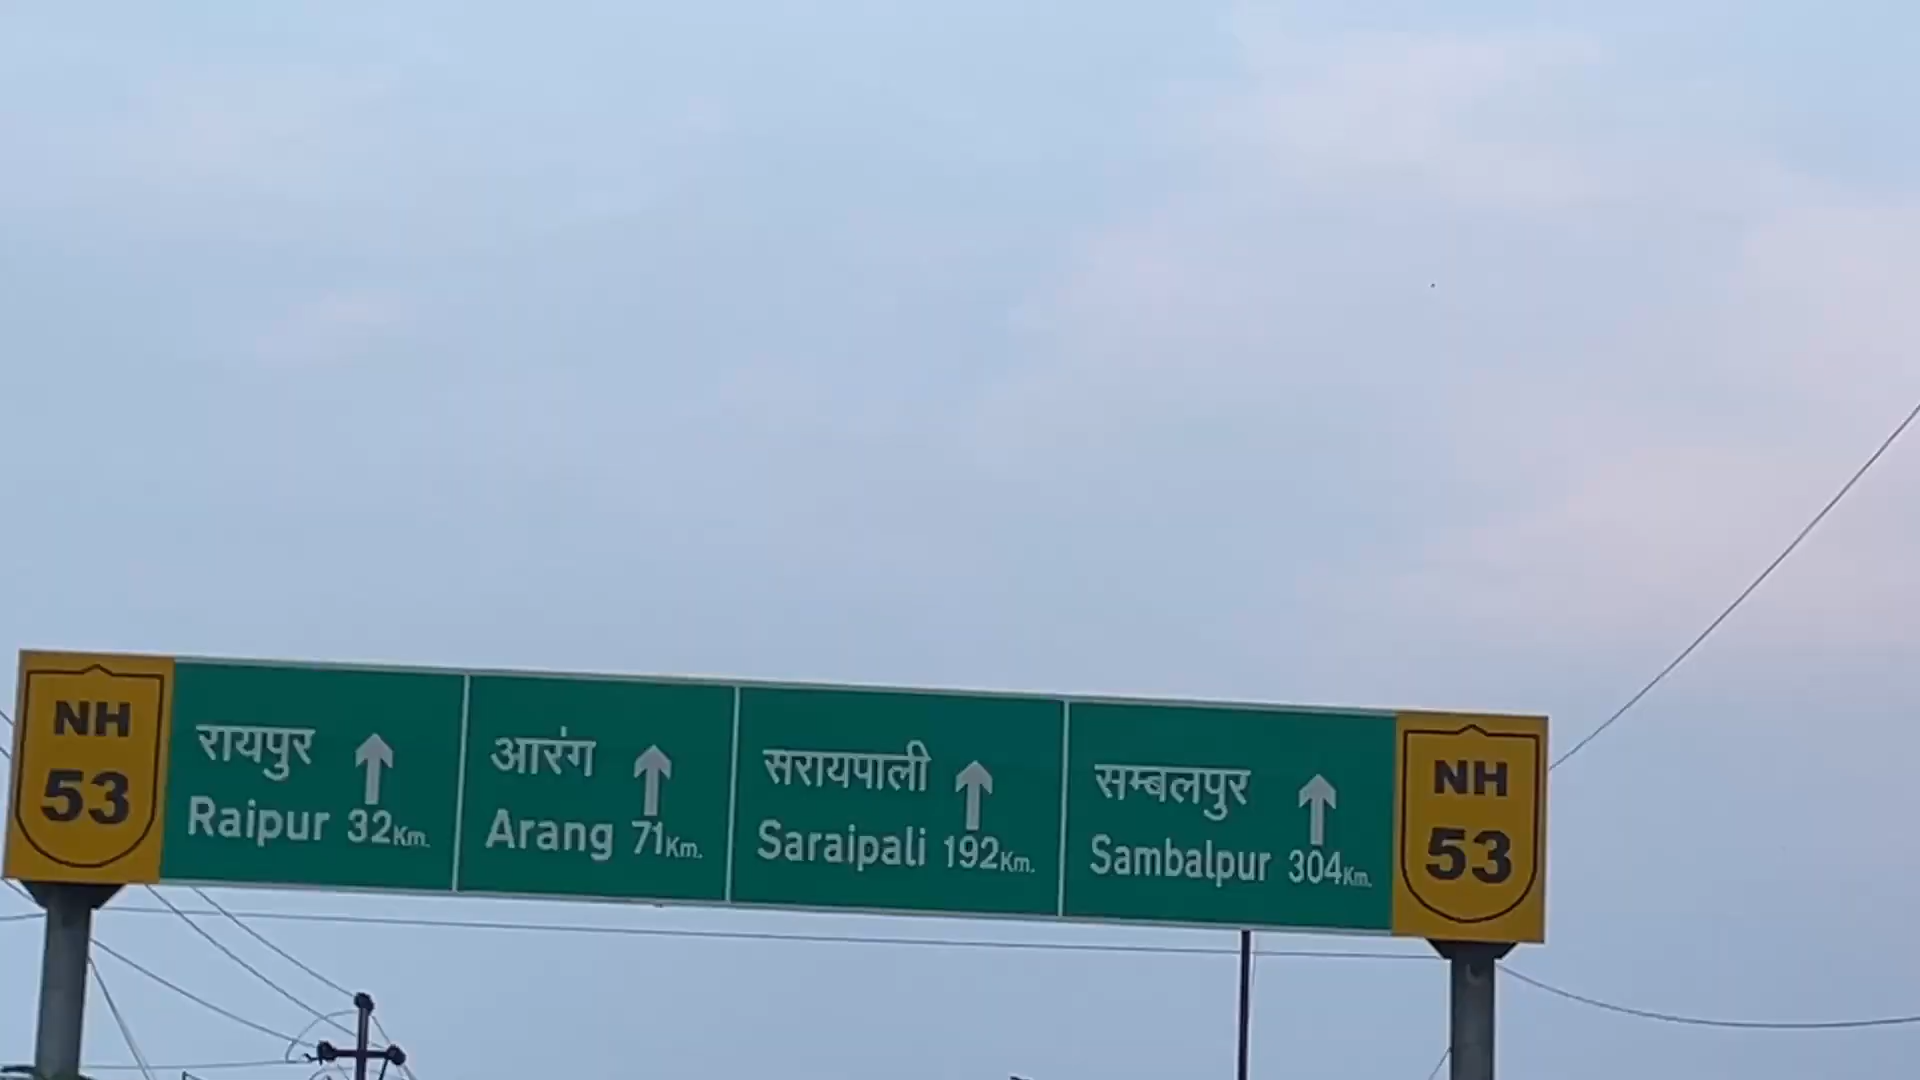 NH
53
रायपुर
Raipur 32Km.
आरंग
Arang 71Km.
सरायपाली
Saraipali 192Km.
सम्बलपुर
Sambalpur 304Km.
NH
53